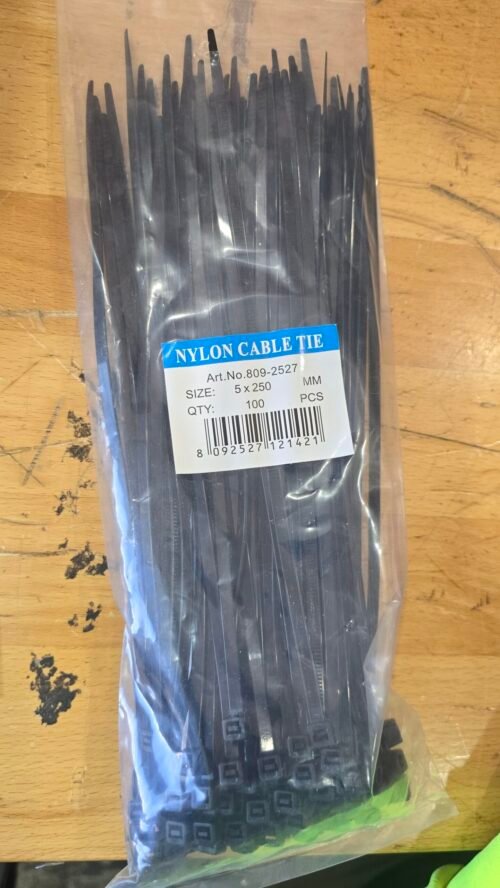 NYLON CABLE TIE
Art.No.809-2527
SIZE: 5 x 250 MM
QTY: 100 PCS
8 092527 121421